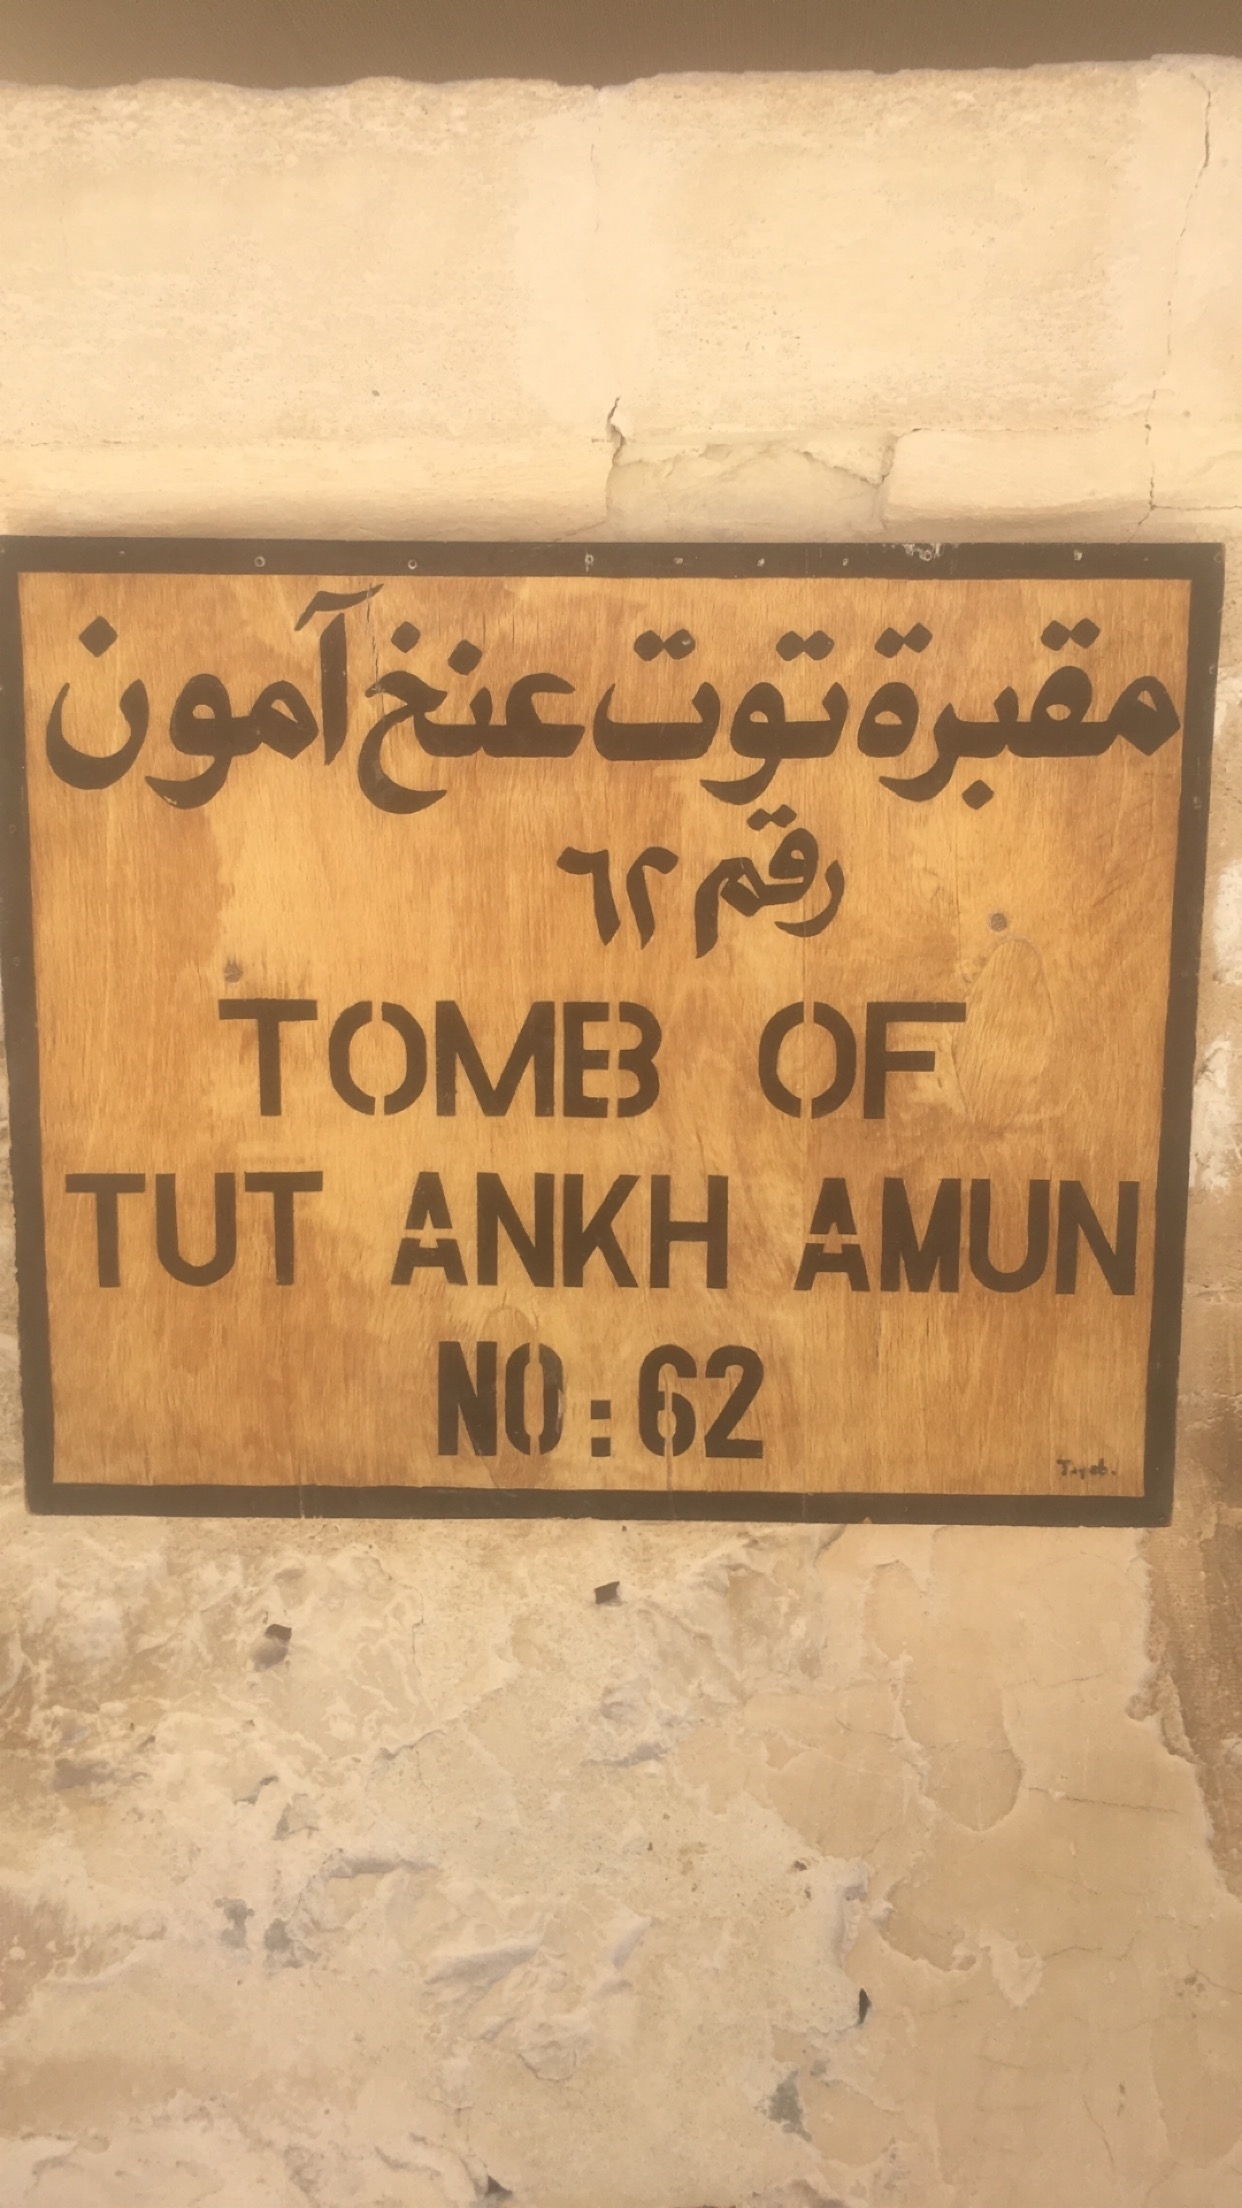 مقبرة توت عنخ آمون
رقم ٦٢
TOMB OF
TUT ANKH AMUN
NO: 62